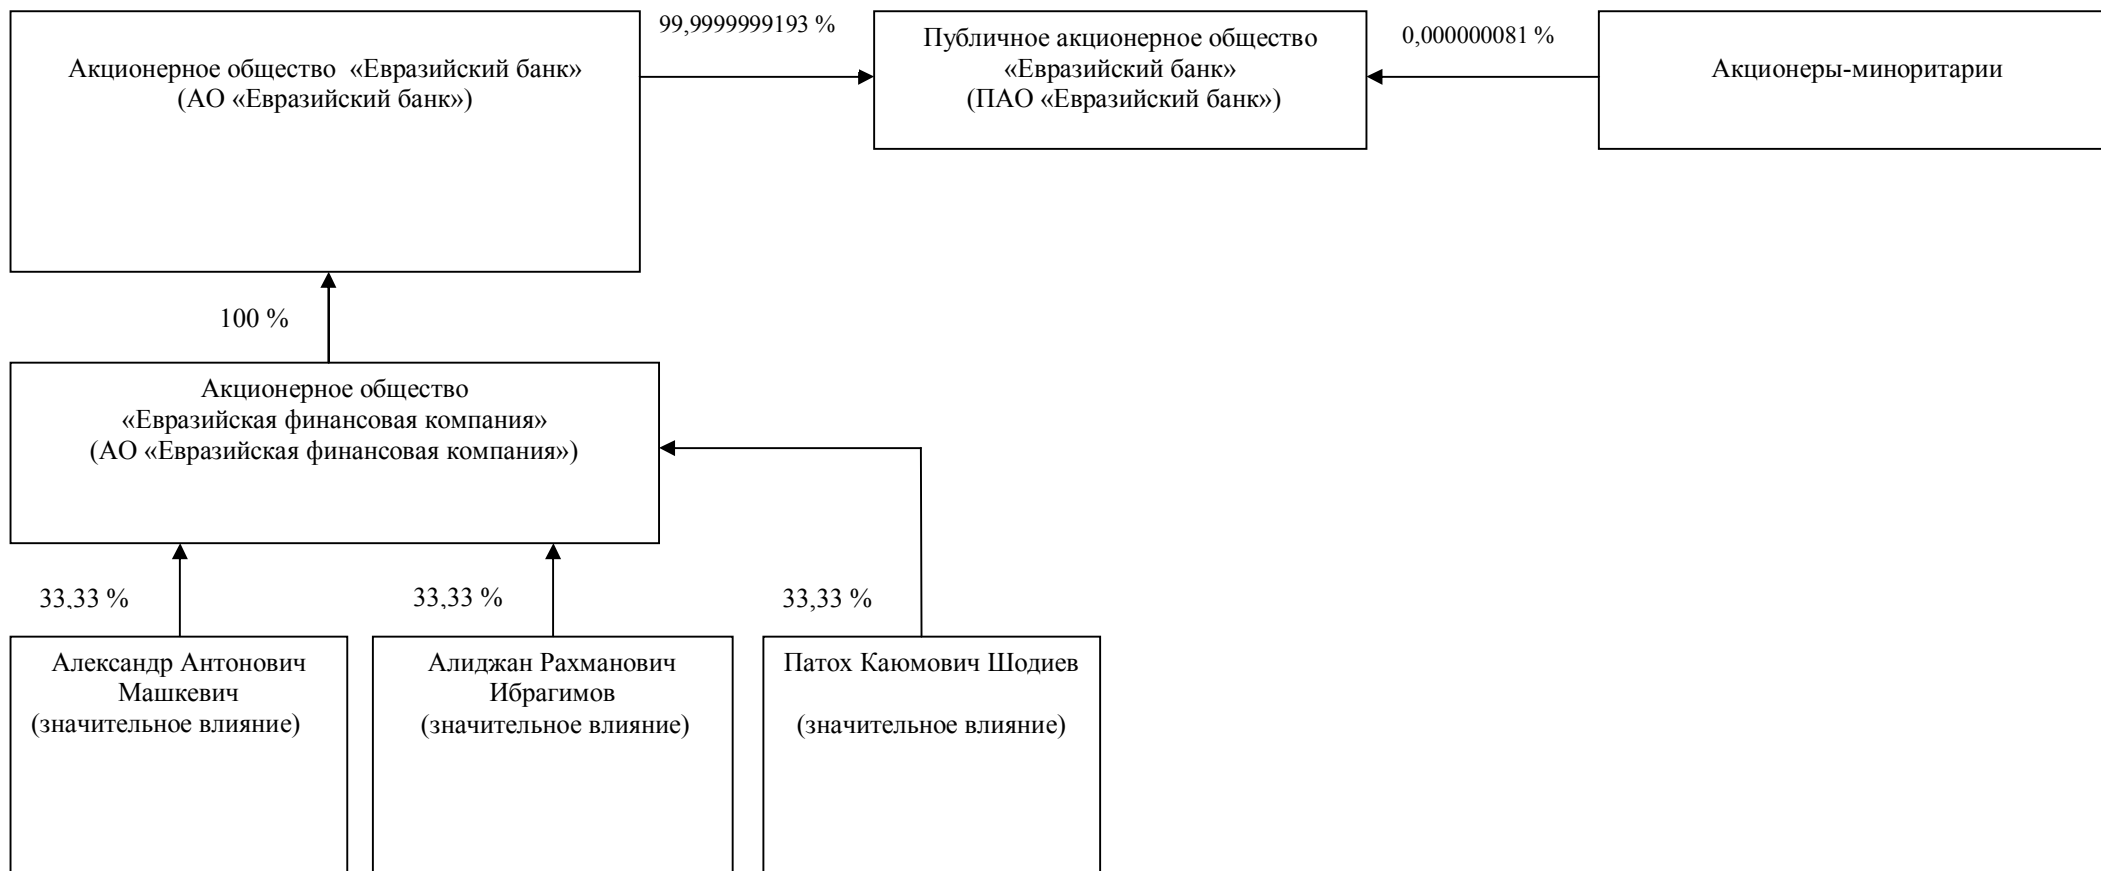 99,9999999193 %
0,000000081 %
Акционерное общество «Евразийский банк»
(АО «Евразийский банк»)
Публичное акционерное общество
«Евразийский банк»
(ПАО «Евразийский банк»)
Акционеры-миноритарии
100 %
Акционерное общество
«Евразийская финансовая компания»
(АО «Евразийская финансовая компания»)
33,33 %
33,33 %
33,33 %
Александр Антонович
Машкевич
(значительное влияние)
Алиджан Рахманович
Ибрагимов
(значительное влияние)
Патох Каюмович Шодиев
(значительное влияние)